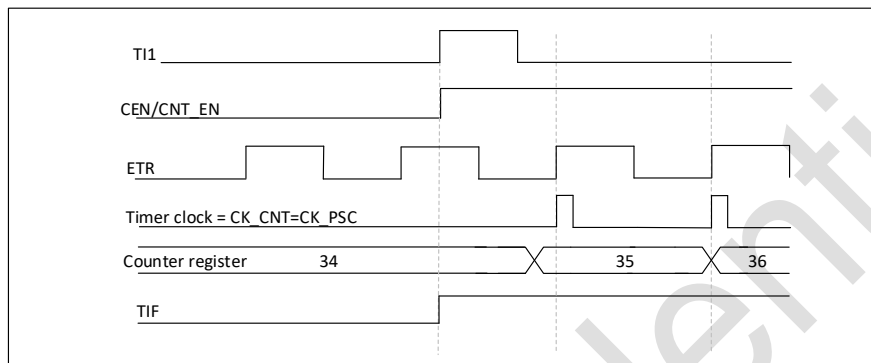 TI1
CEN/CNT_EN
ETR
Timer clock = CK_CNT=CK_PSC
Counter register 34 35 36
TIF